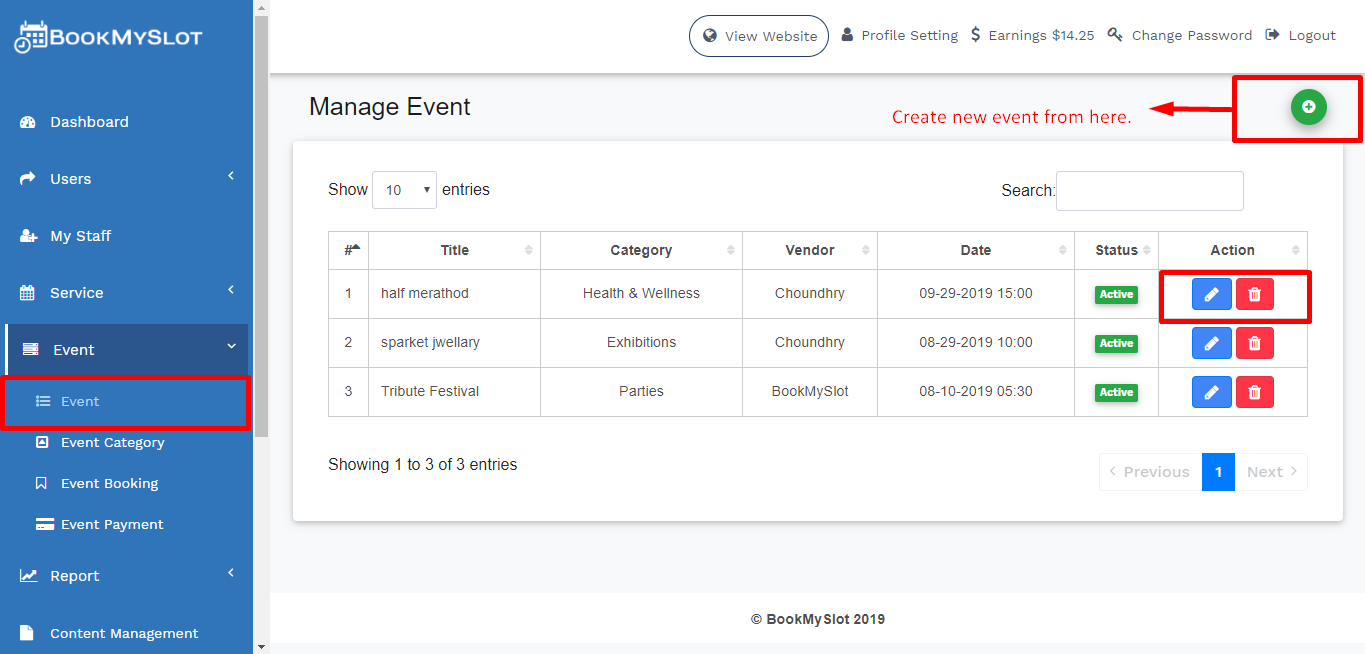 BOOKMYSLOT
View Website Profile Setting $ Earnings $14.25 Change Password Logout
Dashboard
Users
My Staff
Service
Event
Event
Event Category
Event Booking
Event Payment
Report
Content Management
Manage Event
Create new event from here.
Show 10 entries Search:
# Title Category Vendor Date Status Action
1 half merathod Health & Wellness Choundhry 09-29-2019 15:00 Active
2 sparket jwellary Exhibitions Choundhry 08-29-2019 10:00 Active
3 Tribute Festival Parties BookMySlot 08-10-2019 05:30 Active
Showing 1 to 3 of 3 entries
Previous 1 Next
© BookMySlot 2019